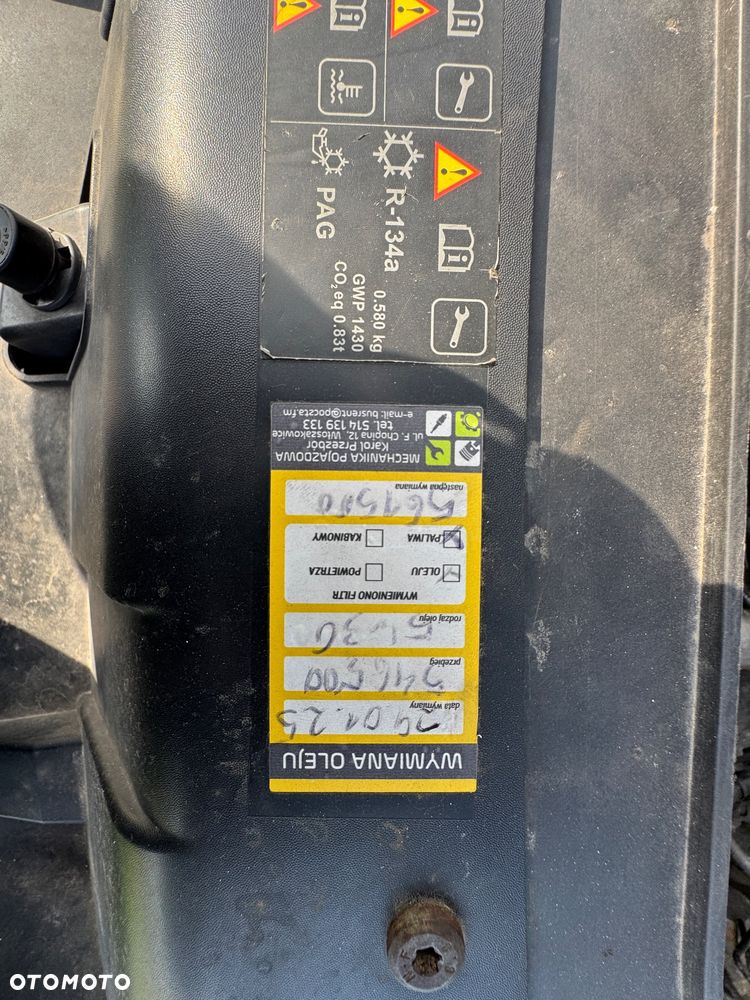 R-134a
PAG
0.580 kg
GWP 1430
CO₂eq 0.83t
WYMIANA OLEJU
data wymiany
29.01.25
przebieg
546500
rodzaj oleju
5W30
WYMIENIONO FILTR
OLEJU
POWIETRZA
PALIWA
KABINOWY
następna wymiana
561500
MECHANIKA POJAZDOWA
Karol Przezbór
ul. F. Chopina 12, Włoszakowice
tel. 514 139 133
e-mail: busrent@poczta.fm
OTOMOTO